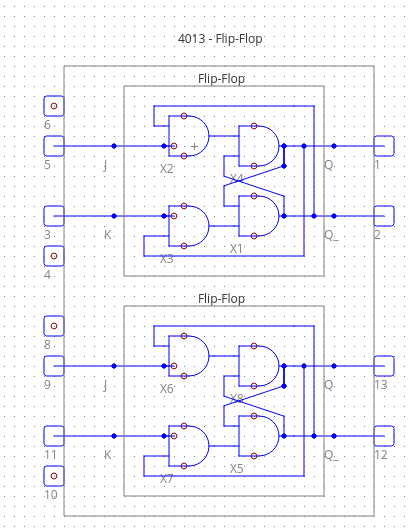 4013 - Flip-Flop
Flip-Flop
6
5 J X2 X4 Q 1
3 K X3 X1 Q_ 2
4
Flip-Flop
8
9 J X6 X8 Q 13
11 K X7 X5 Q_ 12
10